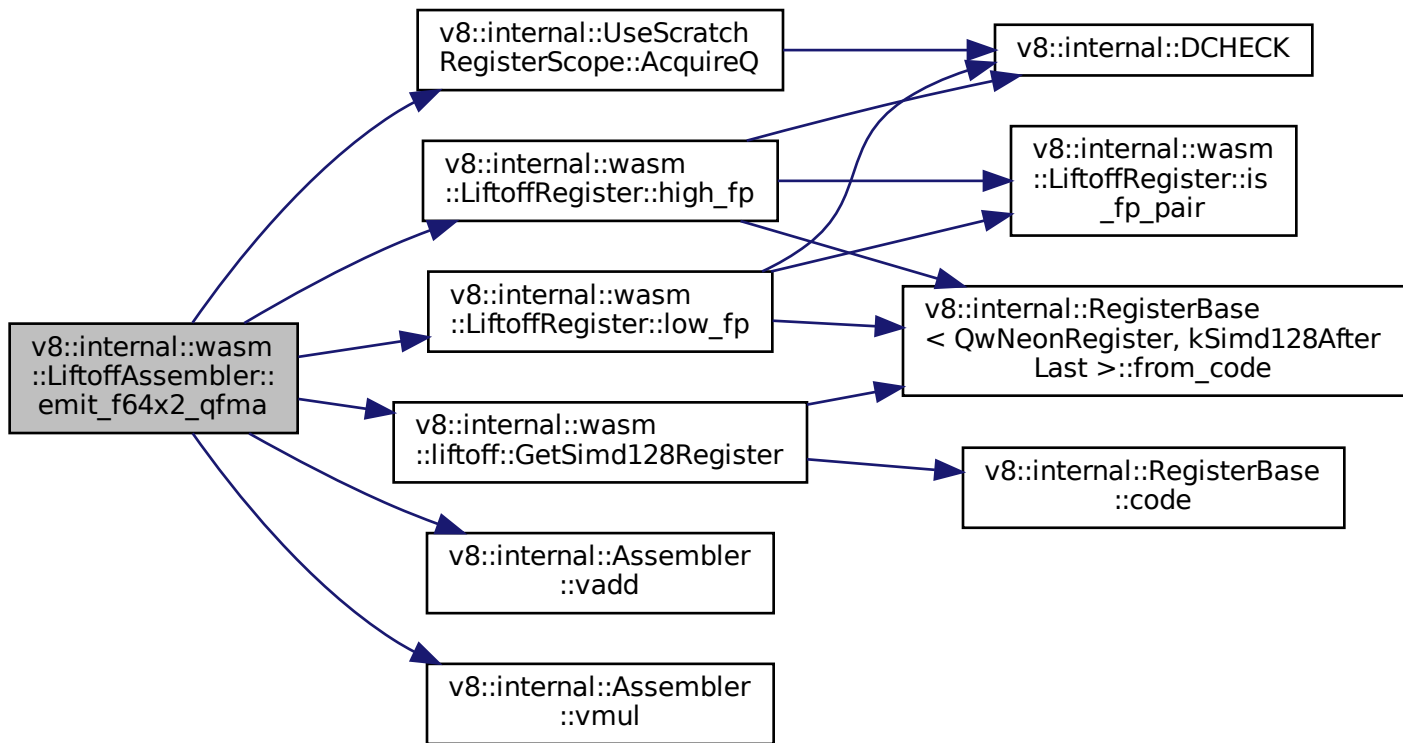 v8::internal::wasm
::LiftoffAssembler::
emit_f64x2_qfma
v8::internal::UseScratch
RegisterScope::AcquireQ
v8::internal::wasm
::LiftoffRegister::high_fp
v8::internal::wasm
::LiftoffRegister::low_fp
v8::internal::wasm
::liftoff::GetSimd128Register
v8::internal::Assembler
::vadd
v8::internal::Assembler
::vmul
v8::internal::DCHECK
v8::internal::wasm
::LiftoffRegister::is
_fp_pair
v8::internal::RegisterBase
< QwNeonRegister, kSimd128After
Last >::from_code
v8::internal::RegisterBase
::code